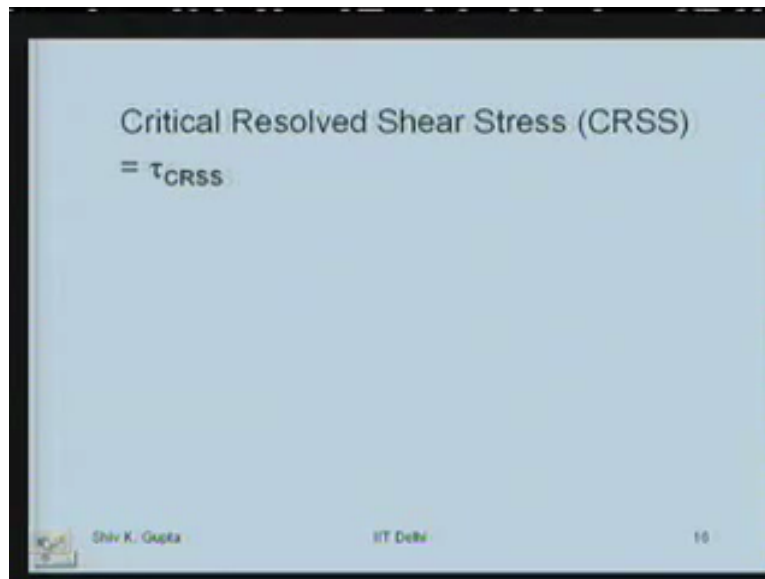 Critical Resolved Shear Stress (CRSS)
= τCRSS
Shiv K. Gupta IIT Delhi 16